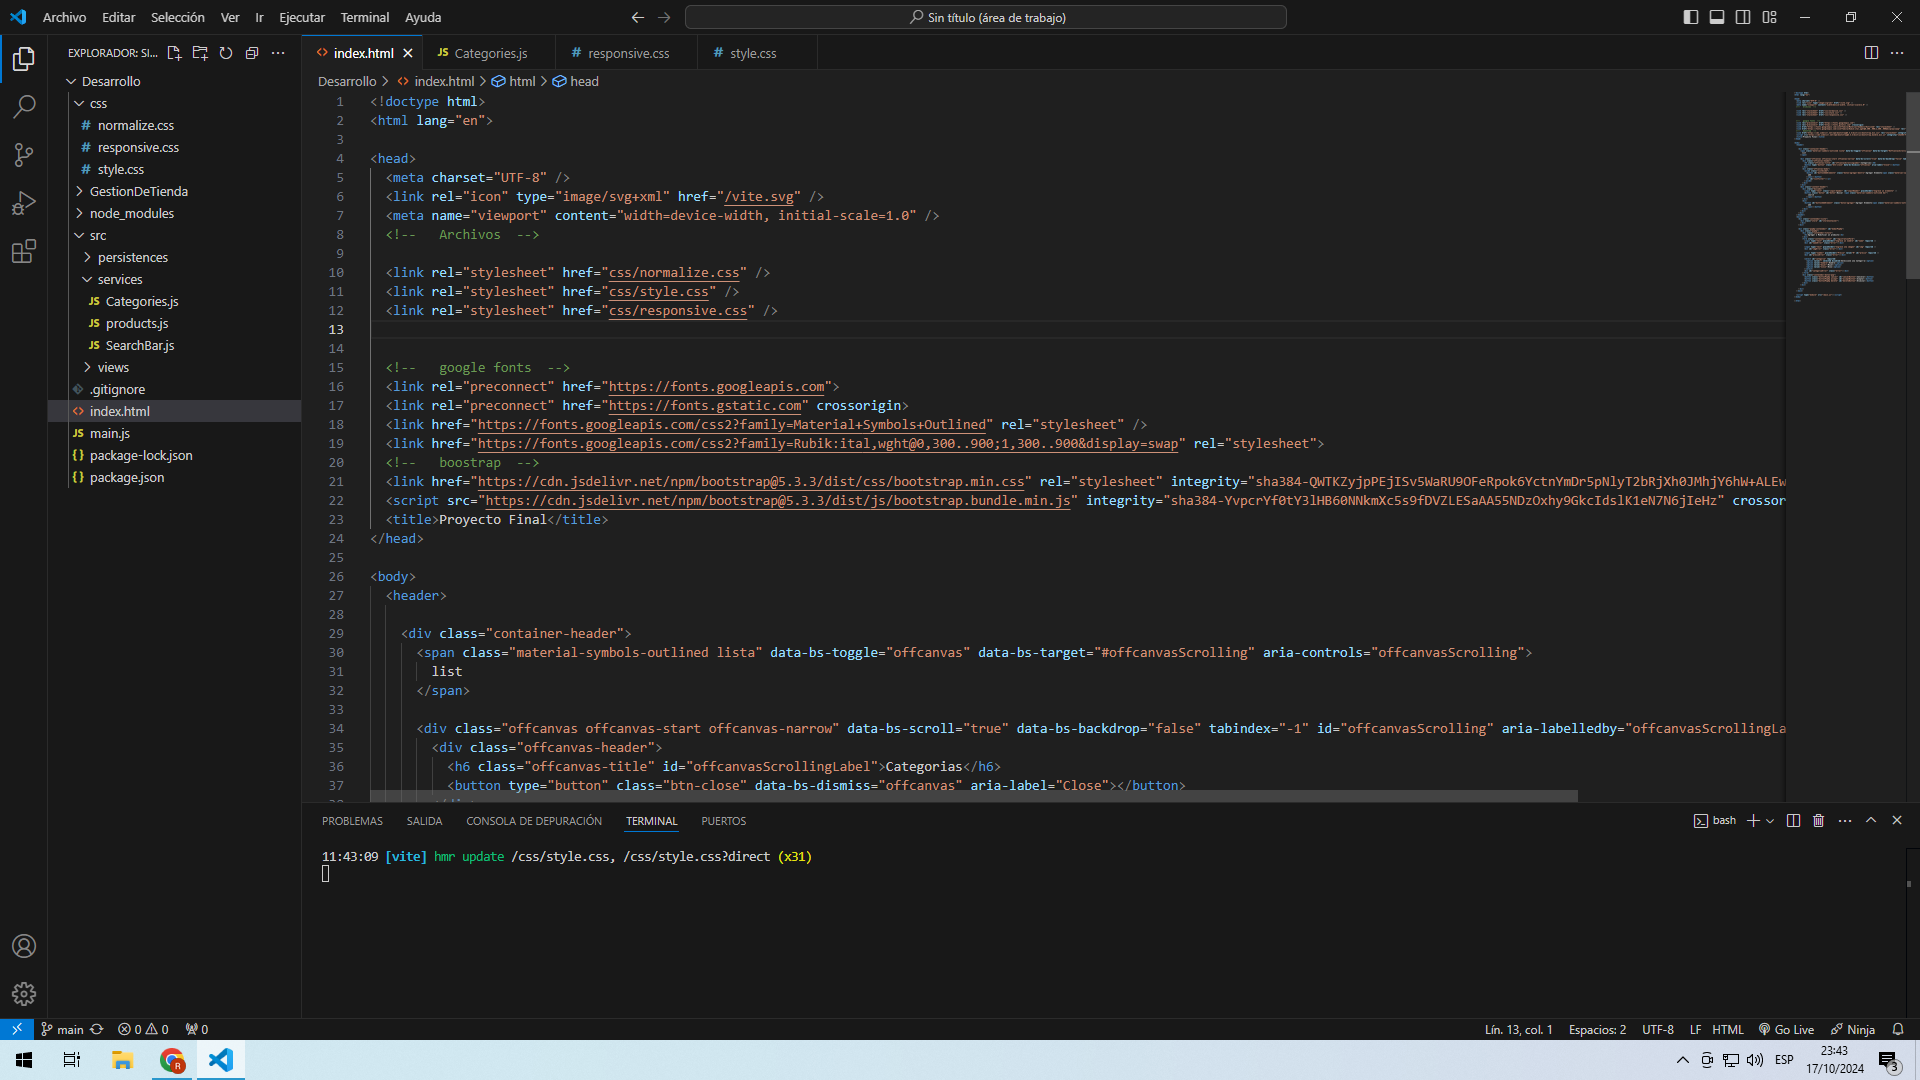 Archivo Editar Selección Ver Ir Ejecutar Terminal Ayuda
Sin título (área de trabajo)
EXPLORADOR: SI...
Desarrollo
css
normalize.css
responsive.css
style.css
GestionDeTienda
node_modules
src
persistences
services
Categories.js
products.js
SearchBar.js
views
.gitignore
index.html
main.js
package-lock.json
package.json
index.html Categories.js responsive.css style.css
Desarrollo > index.html > html > head
1 <!doctype html>
2 <html lang="en">
3
4 <head>
5 <meta charset="UTF-8" />
6 <link rel="icon" type="image/svg+xml" href="/vite.svg" />
7 <meta name="viewport" content="width=device-width, initial-scale=1.0" />
8 <!-- Archivos -->
9
10 <link rel="stylesheet" href="css/normalize.css" />
11 <link rel="stylesheet" href="css/style.css" />
12 <link rel="stylesheet" href="css/responsive.css" />
13
14
15 <!-- google fonts -->
16 <link rel="preconnect" href="https://fonts.googleapis.com">
17 <link rel="preconnect" href="https://fonts.gstatic.com" crossorigin>
18 <link href="https://fonts.googleapis.com/css2?family=Material+Symbols+Outlined" rel="stylesheet" />
19 <link href="https://fonts.googleapis.com/css2?family=Rubik:ital,wght@0,300..900;1,300..900&display=swap" rel="stylesheet">
20 <!-- boostrap -->
21 <link href="https://cdn.jsdelivr.net/npm/bootstrap@5.3.3/dist/css/bootstrap.min.css" rel="stylesheet" integrity="sha384-QWTKZyjpPEjISv5WaRU9OFeRpok6YctnYmDr5pNlyT2bRjXh0JMhjY6hW+ALEw
22 <script src="https://cdn.jsdelivr.net/npm/bootstrap@5.3.3/dist/js/bootstrap.bundle.min.js" integrity="sha384-YvpcrYf0tY3lHB60NNkmXc5s9fDVZLESaAA55NDzOxhy9GkcIdslK1eN7N6jIeHz" crossor
23 <title>Proyecto Final</title>
24 </head>
25
26 <body>
27 <header>
28
29 <div class="container-header">
30 <span class="material-symbols-outlined lista" data-bs-toggle="offcanvas" data-bs-target="#offcanvasScrolling" aria-controls="offcanvasScrolling">
31 list
32 </span>
33
34 <div class="offcanvas offcanvas-start offcanvas-narrow" data-bs-scroll="true" data-bs-backdrop="false" tabindex="-1" id="offcanvasScrolling" aria-labelledby="offcanvasScrollingLa
35 <div class="offcanvas-header">
36 <h6 class="offcanvas-title" id="offcanvasScrollingLabel">Categorias</h6>
37 <button type="button" class="btn-close" data-bs-dismiss="offcanvas" aria-label="Close"></button>
PROBLEMAS SALIDA CONSOLA DE DEPURACIÓN TERMINAL PUERTOS
bash
11:43:09 [vite] hmr update /css/style.css, /css/style.css?direct (x31)
main 0 0 0
Lín. 13, col. 1 Espacios: 2 UTF-8 LF HTML Go Live Ninja
R
ESP
23:43
17/10/2024
3